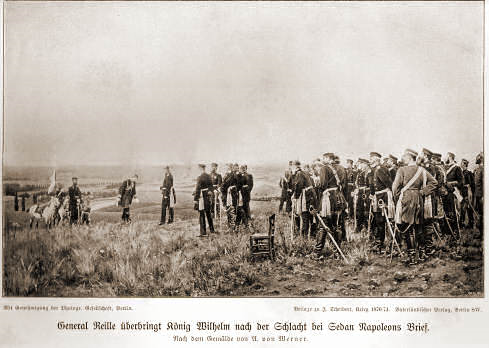 Mit Genehmigung der Photogr. Gesellschaft, Berlin.
Beilage zu J. Scheibert, Krieg 1870/71. Vaterländischer Verlag, Berlin SW.
General Reille überbringt König Wilhelm nach der Schlacht bei Sedan Napoleons Brief.
Nach dem Gemälde von A. von Werner.